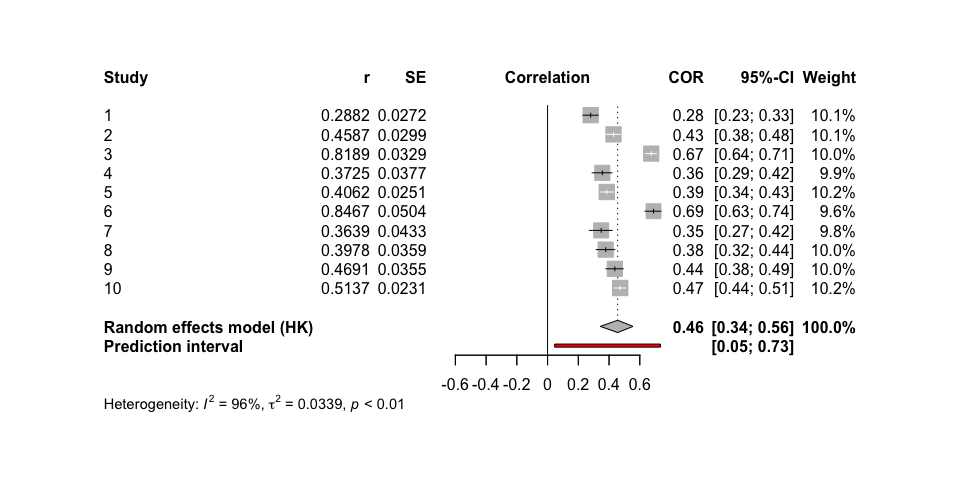 Study r SE Correlation COR 95%-CI Weight
1 0.2882 0.0272 0.28 [0.23; 0.33] 10.1%
2 0.4587 0.0299 0.43 [0.38; 0.48] 10.1%
3 0.8189 0.0329 0.67 [0.64; 0.71] 10.0%
4 0.3725 0.0377 0.36 [0.29; 0.42] 9.9%
5 0.4062 0.0251 0.39 [0.34; 0.43] 10.2%
6 0.8467 0.0504 0.69 [0.63; 0.74] 9.6%
7 0.3639 0.0433 0.35 [0.27; 0.42] 9.8%
8 0.3978 0.0359 0.38 [0.32; 0.44] 10.0%
9 0.4691 0.0355 0.44 [0.38; 0.49] 10.0%
10 0.5137 0.0231 0.47 [0.44; 0.51] 10.2%
Random effects model (HK) 0.46 [0.34; 0.56] 100.0%
Prediction interval [0.05; 0.73]
-0.6 -0.4 -0.2 0 0.2 0.4 0.6
Heterogeneity: I² = 96%, τ² = 0.0339, p < 0.01